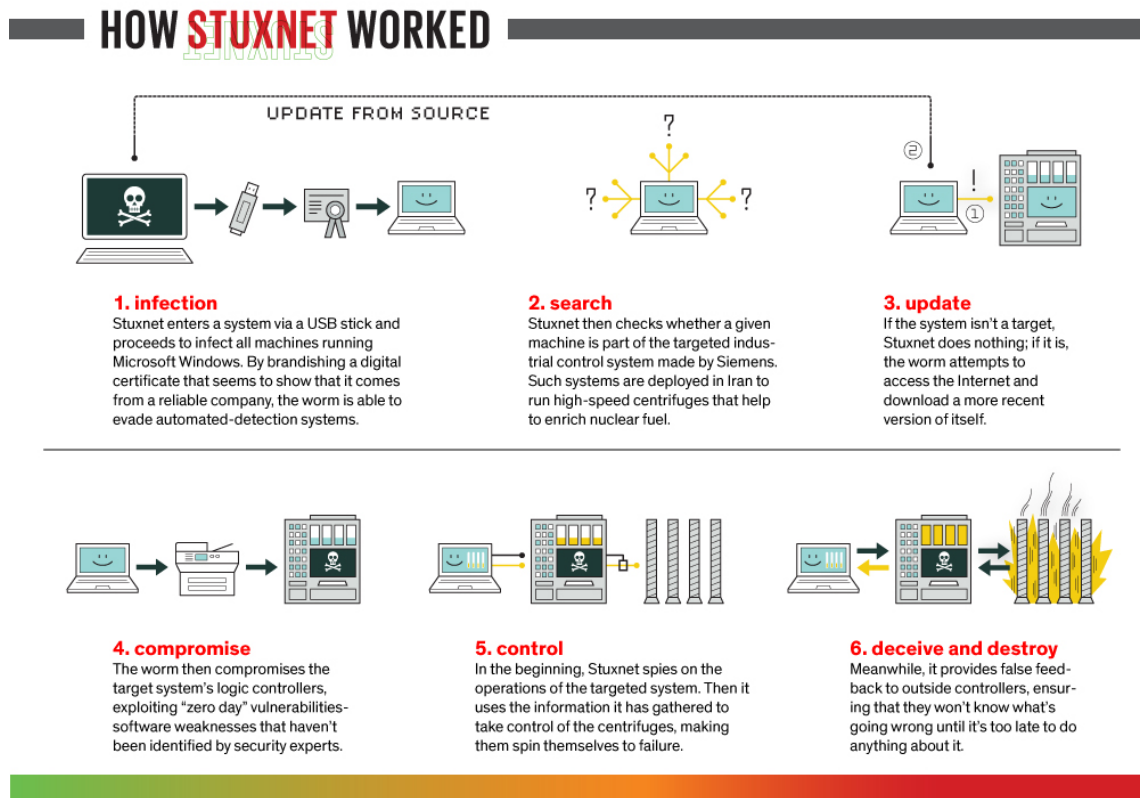 HOW STUXNET WORKED
STUXNET
UPDATE FROM SOURCE
?
?
?
②
!
①
1. infection
Stuxnet enters a system via a USB stick and
proceeds to infect all machines running
Microsoft Windows. By brandishing a digital
certificate that seems to show that it comes
from a reliable company, the worm is able to
evade automated-detection systems.
2. search
Stuxnet then checks whether a given
machine is part of the targeted indus-
trial control system made by Siemens.
Such systems are deployed in Iran to
run high-speed centrifuges that help
to enrich nuclear fuel.
3. update
If the system isn't a target,
Stuxnet does nothing; if it is,
the worm attempts to
access the Internet and
download a more recent
version of itself.
4. compromise
The worm then compromises the
target system's logic controllers,
exploiting “zero day” vulnerabilities-
software weaknesses that haven't
been identified by security experts.
5. control
In the beginning, Stuxnet spies on the
operations of the targeted system. Then it
uses the information it has gathered to
take control of the centrifuges, making
them spin themselves to failure.
6. deceive and destroy
Meanwhile, it provides false feed-
back to outside controllers, ensur-
ing that they won't know what's
going wrong until it's too late to do
anything about it.